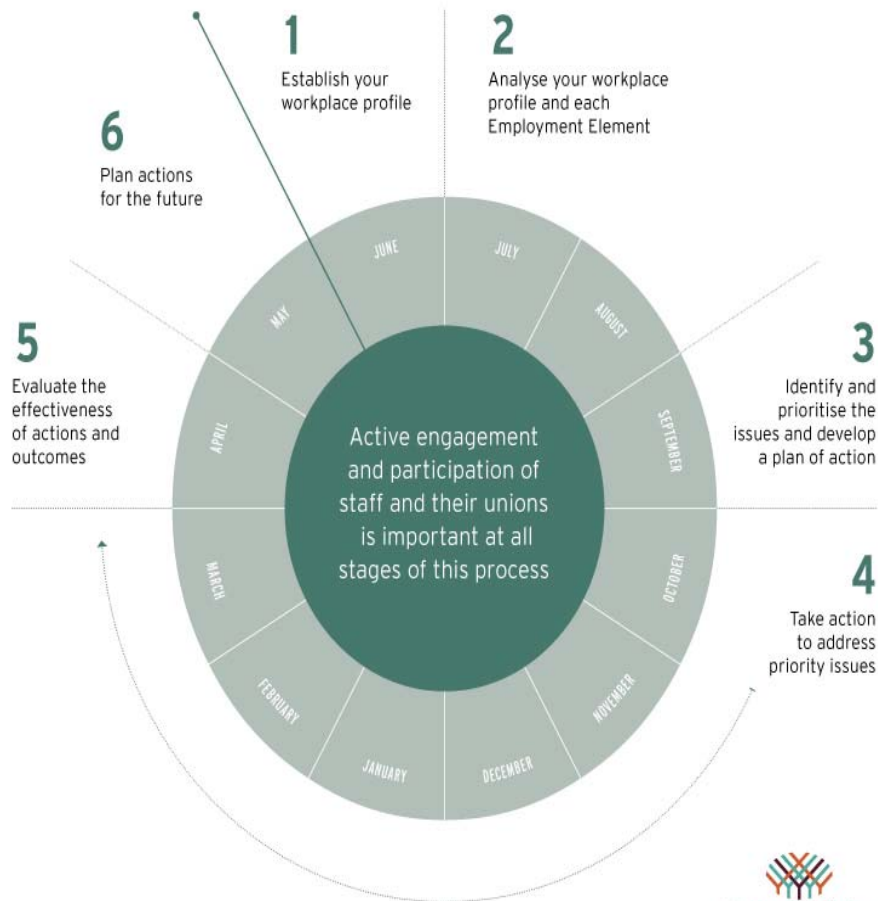 1
Establish your
workplace profile
2
Analyse your workplace
profile and each
Employment Element
3
Identify and
prioritise the
issues and develop
a plan of action
4
Take action
to address
priority issues
5
Evaluate the
effectiveness
of actions and
outcomes
6
Plan actions
for the future
JUNE
JULY
AUGUST
SEPTEMBER
OCTOBER
NOVEMBER
DECEMBER
JANUARY
FEBRUARY
MARCH
APRIL
MAY
Active engagement
and participation of
staff and their unions
is important at all
stages of this process